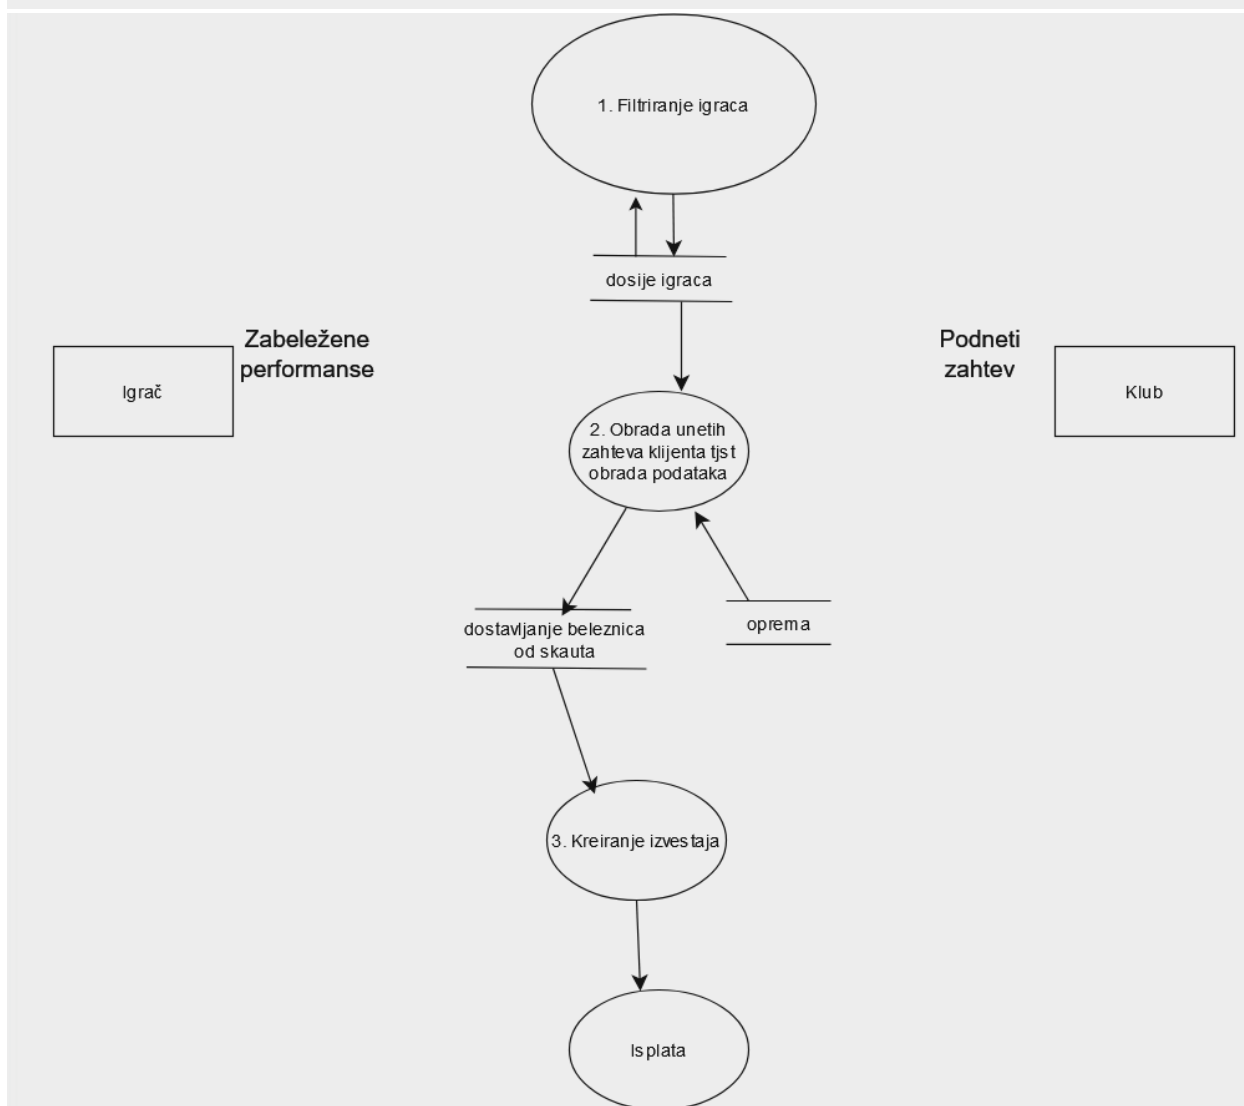 1. Filtriranje igraca
dosije igraca
Zabeležene
performanse
Igrač
Podneti
zahtev
Klub
2. Obrada unetih
zahteva klijenta tjst
obrada podataka
dostavljanje beleznica
od skauta
oprema
3. Kreiranje izvestaja
Isplata